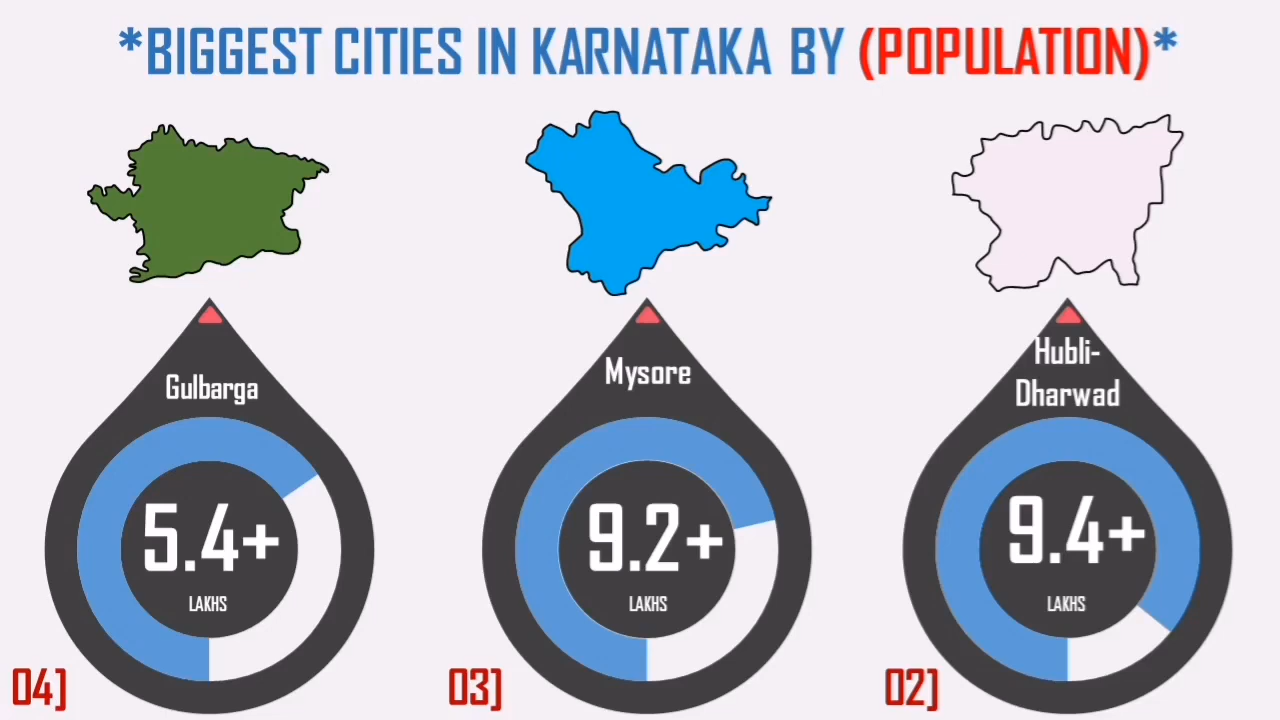 *BIGGEST CITIES IN KARNATAKA BY (POPULATION)*
Gulbarga
5.4+
LAKHS
04]
Mysore
9.2+
LAKHS
03]
Hubli-
Dharwad
9.4+
LAKHS
02]